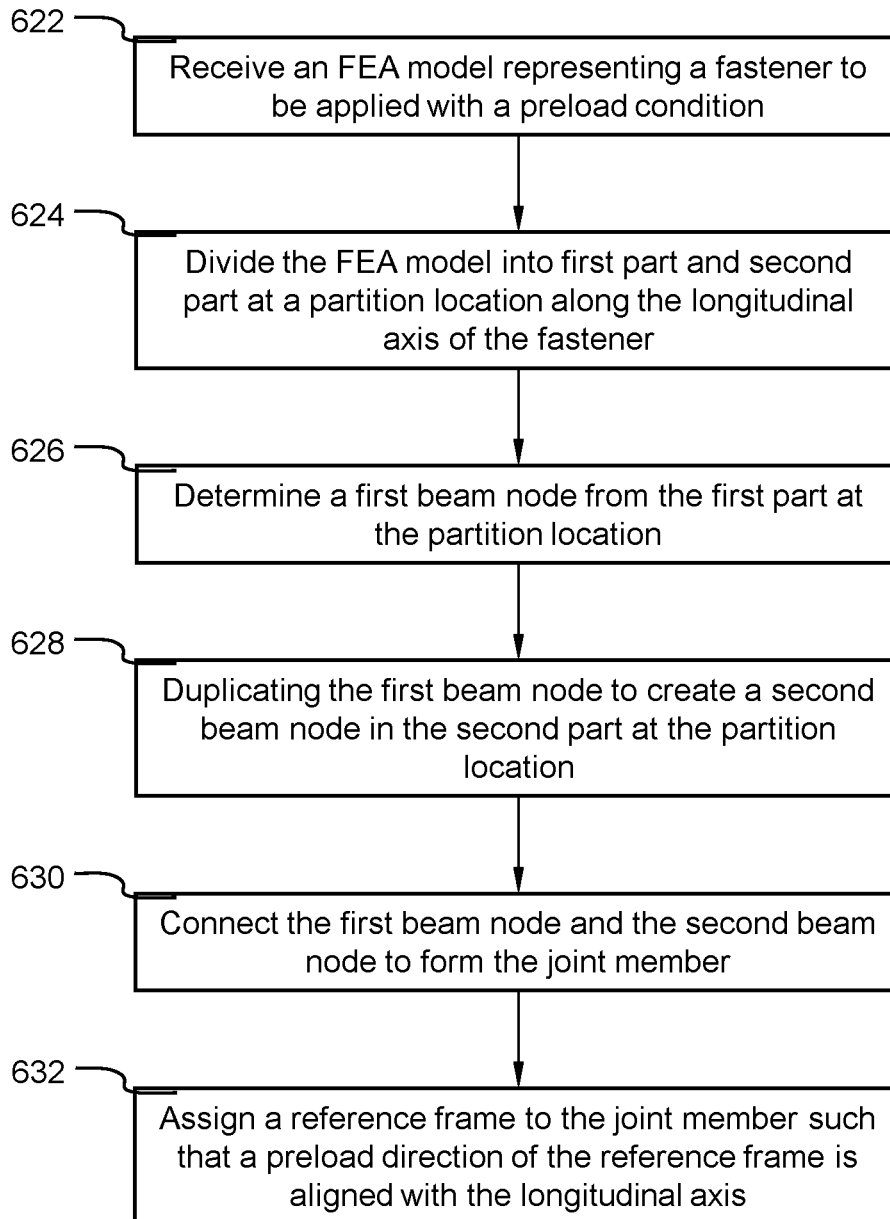 622
Receive an FEA model representing a fastener to
be applied with a preload condition
624
Divide the FEA model into first part and second
part at a partition location along the longitudinal
axis of the fastener
626
Determine a first beam node from the first part at
the partition location
628
Duplicating the first beam node to create a second
beam node in the second part at the partition
location
630
Connect the first beam node and the second beam
node to form the joint member
632
Assign a reference frame to the joint member such
that a preload direction of the reference frame is
aligned with the longitudinal axis